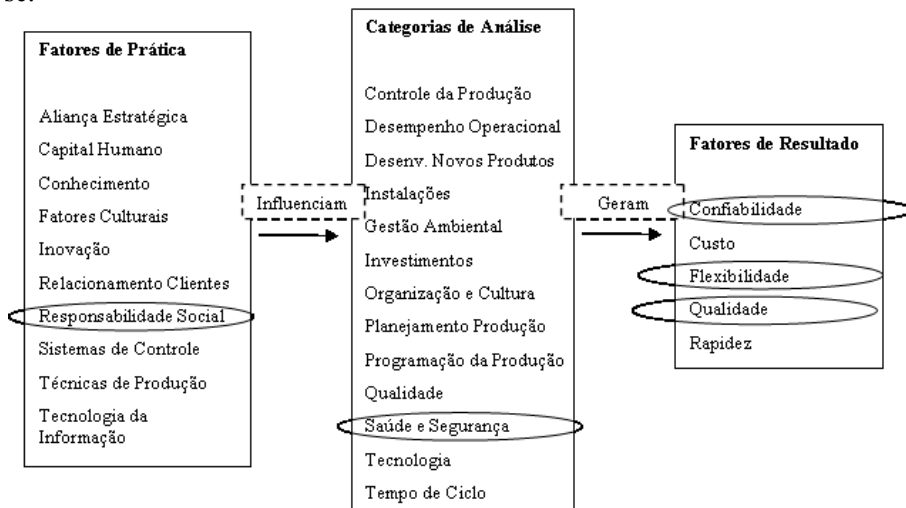 Fatores de Prática
Aliança Estratégica
Capital Humano
Conhecimento
Fatores Culturais
Inovação
Relacionamento Clientes
Responsabilidade Social
Sistemas de Controle
Técnicas de Produção
Tecnologia da
Informação
Influenciam
Categorias de Análise
Controle da Produção
Desempenho Operacional
Desenv. Novos Produtos
Instalações
Gestão Ambiental
Investimentos
Organização e Cultura
Planejamento Produção
Programação da Produção
Qualidade
Saúde e Segurança
Tecnologia
Tempo de Ciclo
Geram
Fatores de Resultado
Confiabilidade
Custo
Flexibilidade
Qualidade
Rapidez